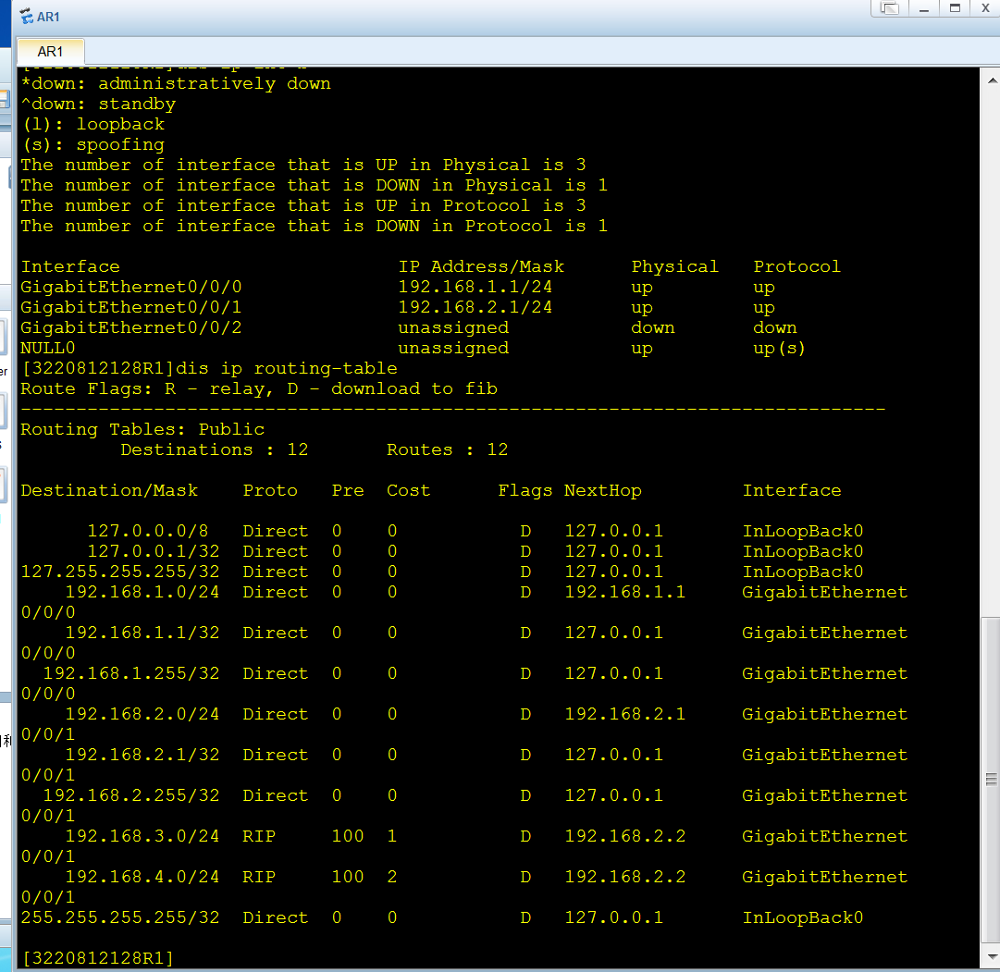 AR1
AR1
*down: administratively down
^down: standby
(l): loopback
(s): spoofing
The number of interface that is UP in Physical is 3
The number of interface that is DOWN in Physical is 1
The number of interface that is UP in Protocol is 3
The number of interface that is DOWN in Protocol is 1
Interface IP Address/Mask Physical Protocol
GigabitEthernet0/0/0 192.168.1.1/24 up up
GigabitEthernet0/0/1 192.168.2.1/24 up up
GigabitEthernet0/0/2 unassigned down down
NULL0 unassigned up up(s)
[3220812128R1]dis ip routing-table
Route Flags: R - relay, D - download to fib
------------------------------------------------------------------------------
Routing Tables: Public
Destinations : 12 Routes : 12
Destination/Mask Proto Pre Cost Flags NextHop Interface
127.0.0.0/8 Direct 0 0 D 127.0.0.1 InLoopBack0
127.0.0.1/32 Direct 0 0 D 127.0.0.1 InLoopBack0
127.255.255.255/32 Direct 0 0 D 127.0.0.1 InLoopBack0
192.168.1.0/24 Direct 0 0 D 192.168.1.1 GigabitEthernet
0/0/0
192.168.1.1/32 Direct 0 0 D 127.0.0.1 GigabitEthernet
0/0/0
192.168.1.255/32 Direct 0 0 D 127.0.0.1 GigabitEthernet
0/0/0
192.168.2.0/24 Direct 0 0 D 192.168.2.1 GigabitEthernet
0/0/1
192.168.2.1/32 Direct 0 0 D 127.0.0.1 GigabitEthernet
0/0/1
192.168.2.255/32 Direct 0 0 D 127.0.0.1 GigabitEthernet
0/0/1
192.168.3.0/24 RIP 100 1 D 192.168.2.2 GigabitEthernet
0/0/1
192.168.4.0/24 RIP 100 2 D 192.168.2.2 GigabitEthernet
0/0/1
255.255.255.255/32 Direct 0 0 D 127.0.0.1 InLoopBack0
[3220812128R1]